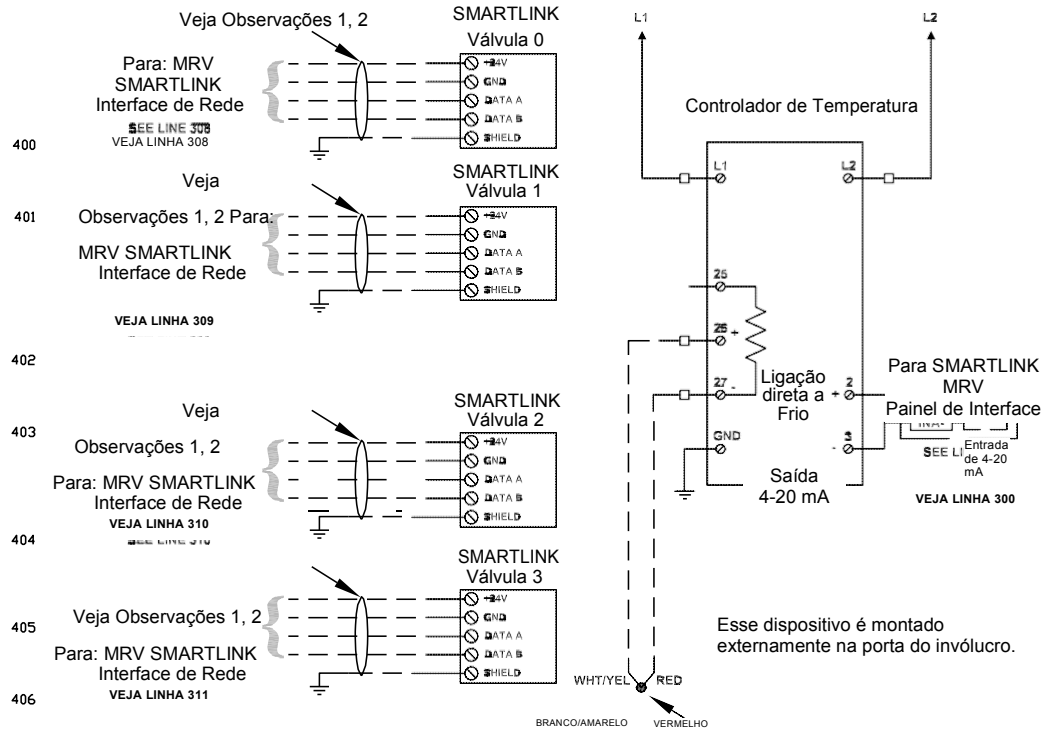 Veja Observações 1, 2
SMARTLINK
Válvula 0
Para: MRV
SMARTLINK
Interface de Rede
SEE LINE 308
VEJA LINHA 308
+24V
GND
DATA A
DATA B
SHIELD
400
Veja
SMARTLINK
Válvula 1
401
Observações 1, 2 Para:
MRV SMARTLINK
Interface de Rede
+24V
GND
DATA A
DATA B
SHIELD
VEJA LINHA 309
402
Veja
SMARTLINK
Válvula 2
403
Observações 1, 2
Para: MRV SMARTLINK
Interface de Rede
VEJA LINHA 310
SEE LINE 310
+24V
GND
DATA A
DATA B
SHIELD
404
SMARTLINK
Válvula 3
405
Veja Observações 1, 2
Para: MRV SMARTLINK
Interface de Rede
VEJA LINHA 311
+24V
GND
DATA A
DATA B
SHIELD
406
L1
L2
Controlador de Temperatura
L1
L2
25
26 +
27 -
GND
Ligação
direta a
Frio
2
+
3
-
Saída
4-20 mA
Para SMARTLINK
MRV
Painel de Interface
Entrada
de 4-20
mA
VEJA LINHA 300
Esse dispositivo é montado
externamente na porta do invólucro.
WHT/YEL
RED
BRANCO/AMARELO
VERMELHO